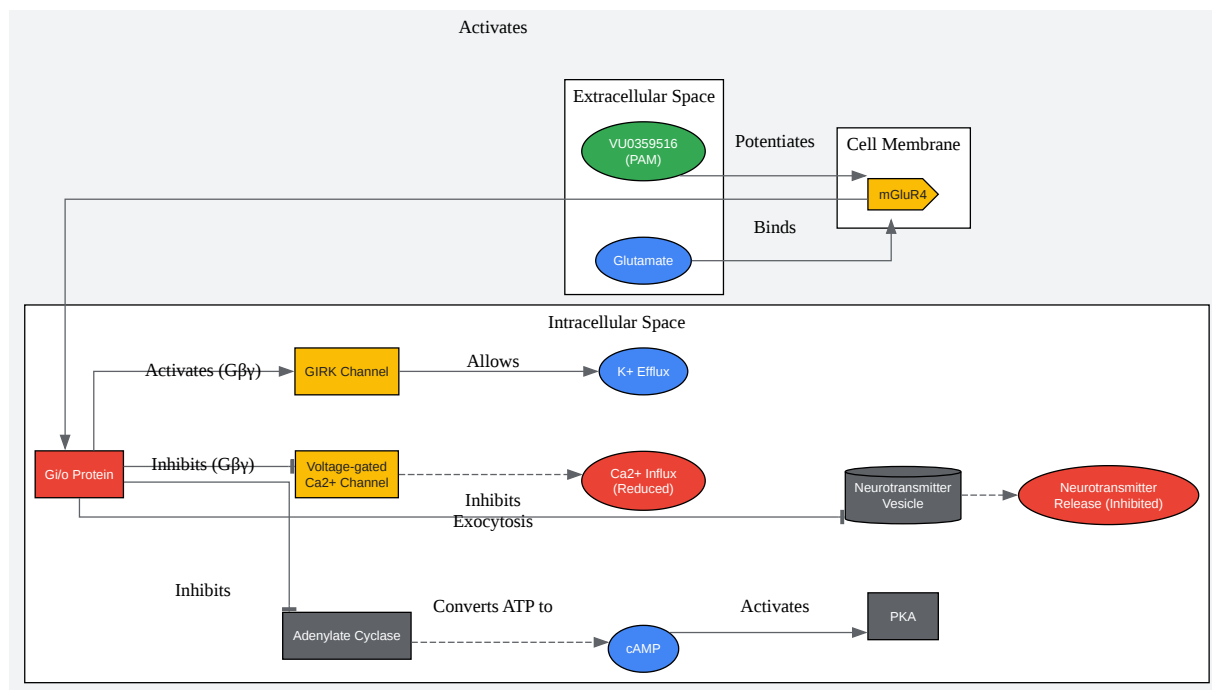 Activates
Extracellular Space
VU0359516
(PAM)
Potentiates
Cell Membrane
mGluR4
Binds
Glutamate
Intracellular Space
Activates (Gβγ)
GIRK Channel
Allows
K+ Efflux
Gi/o Protein
Inhibits (Gβγ)
Voltage-gated
Ca2+ Channel
Ca2+ Influx
(Reduced)
Inhibits
Exocytosis
Neurotransmitter
Vesicle
Neurotransmitter
Release (Inhibited)
Inhibits
Adenylate Cyclase
Converts ATP to
cAMP
Activates
PKA